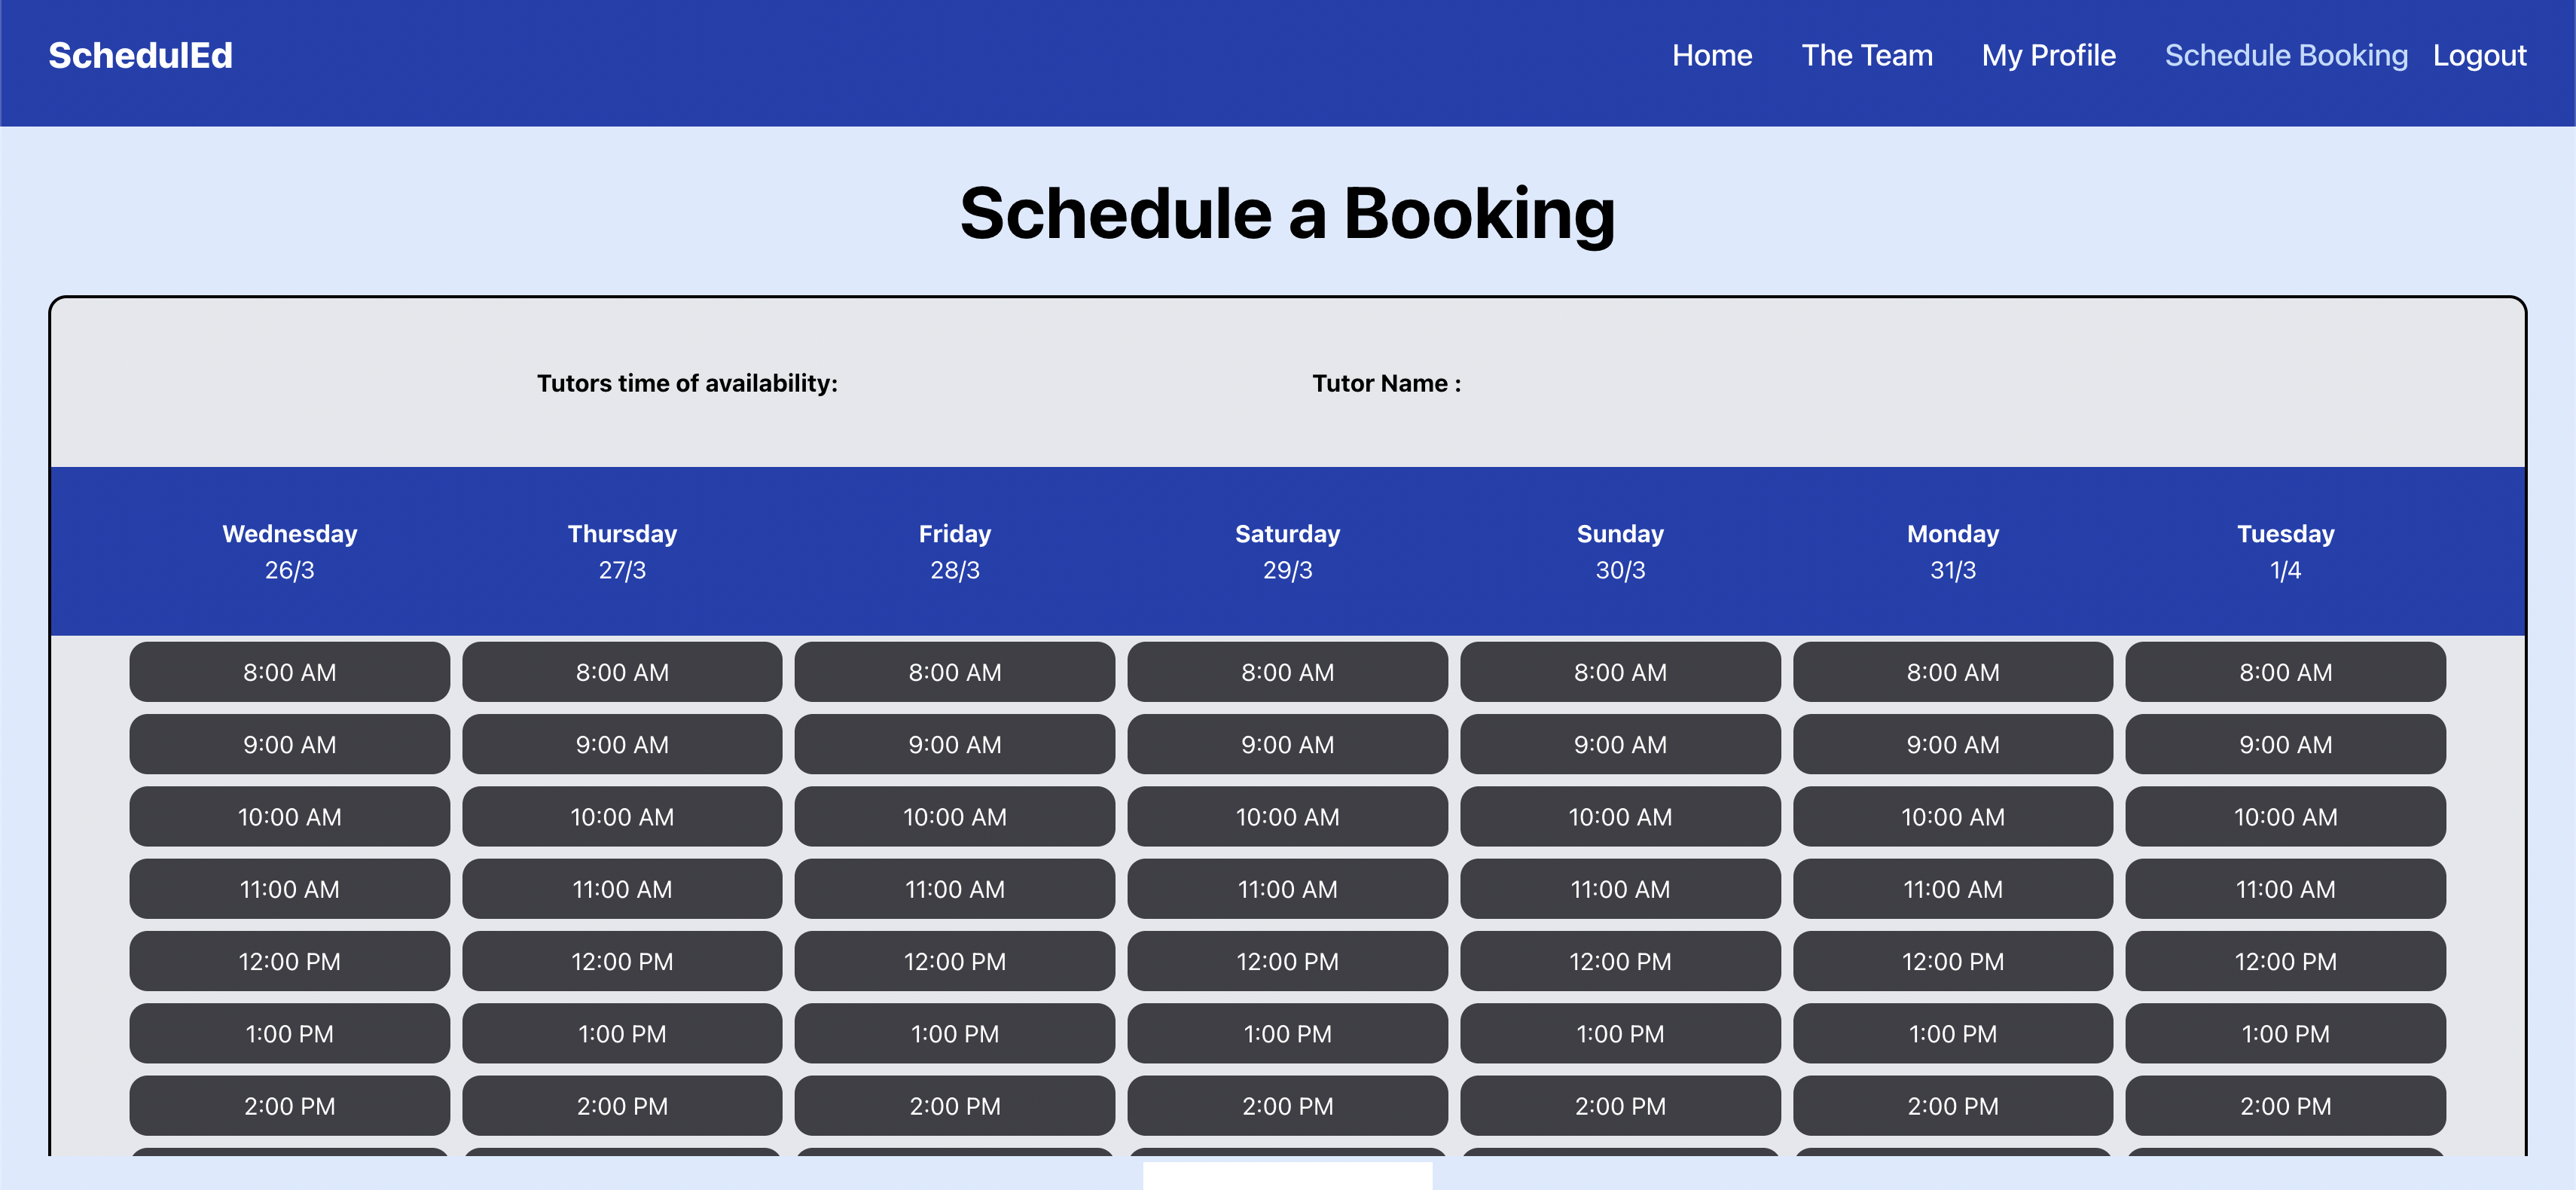 SchedulEd Home The Team My Profile Schedule Booking Logout
Schedule a Booking
Tutors time of availability: Tutor Name :
Wednesday Thursday Friday Saturday Sunday Monday Tuesday
26/3 27/3 28/3 29/3 30/3 31/3 1/4
8:00 AM 8:00 AM 8:00 AM 8:00 AM 8:00 AM 8:00 AM 8:00 AM
9:00 AM 9:00 AM 9:00 AM 9:00 AM 9:00 AM 9:00 AM 9:00 AM
10:00 AM 10:00 AM 10:00 AM 10:00 AM 10:00 AM 10:00 AM 10:00 AM
11:00 AM 11:00 AM 11:00 AM 11:00 AM 11:00 AM 11:00 AM 11:00 AM
12:00 PM 12:00 PM 12:00 PM 12:00 PM 12:00 PM 12:00 PM 12:00 PM
1:00 PM 1:00 PM 1:00 PM 1:00 PM 1:00 PM 1:00 PM 1:00 PM
2:00 PM 2:00 PM 2:00 PM 2:00 PM 2:00 PM 2:00 PM 2:00 PM